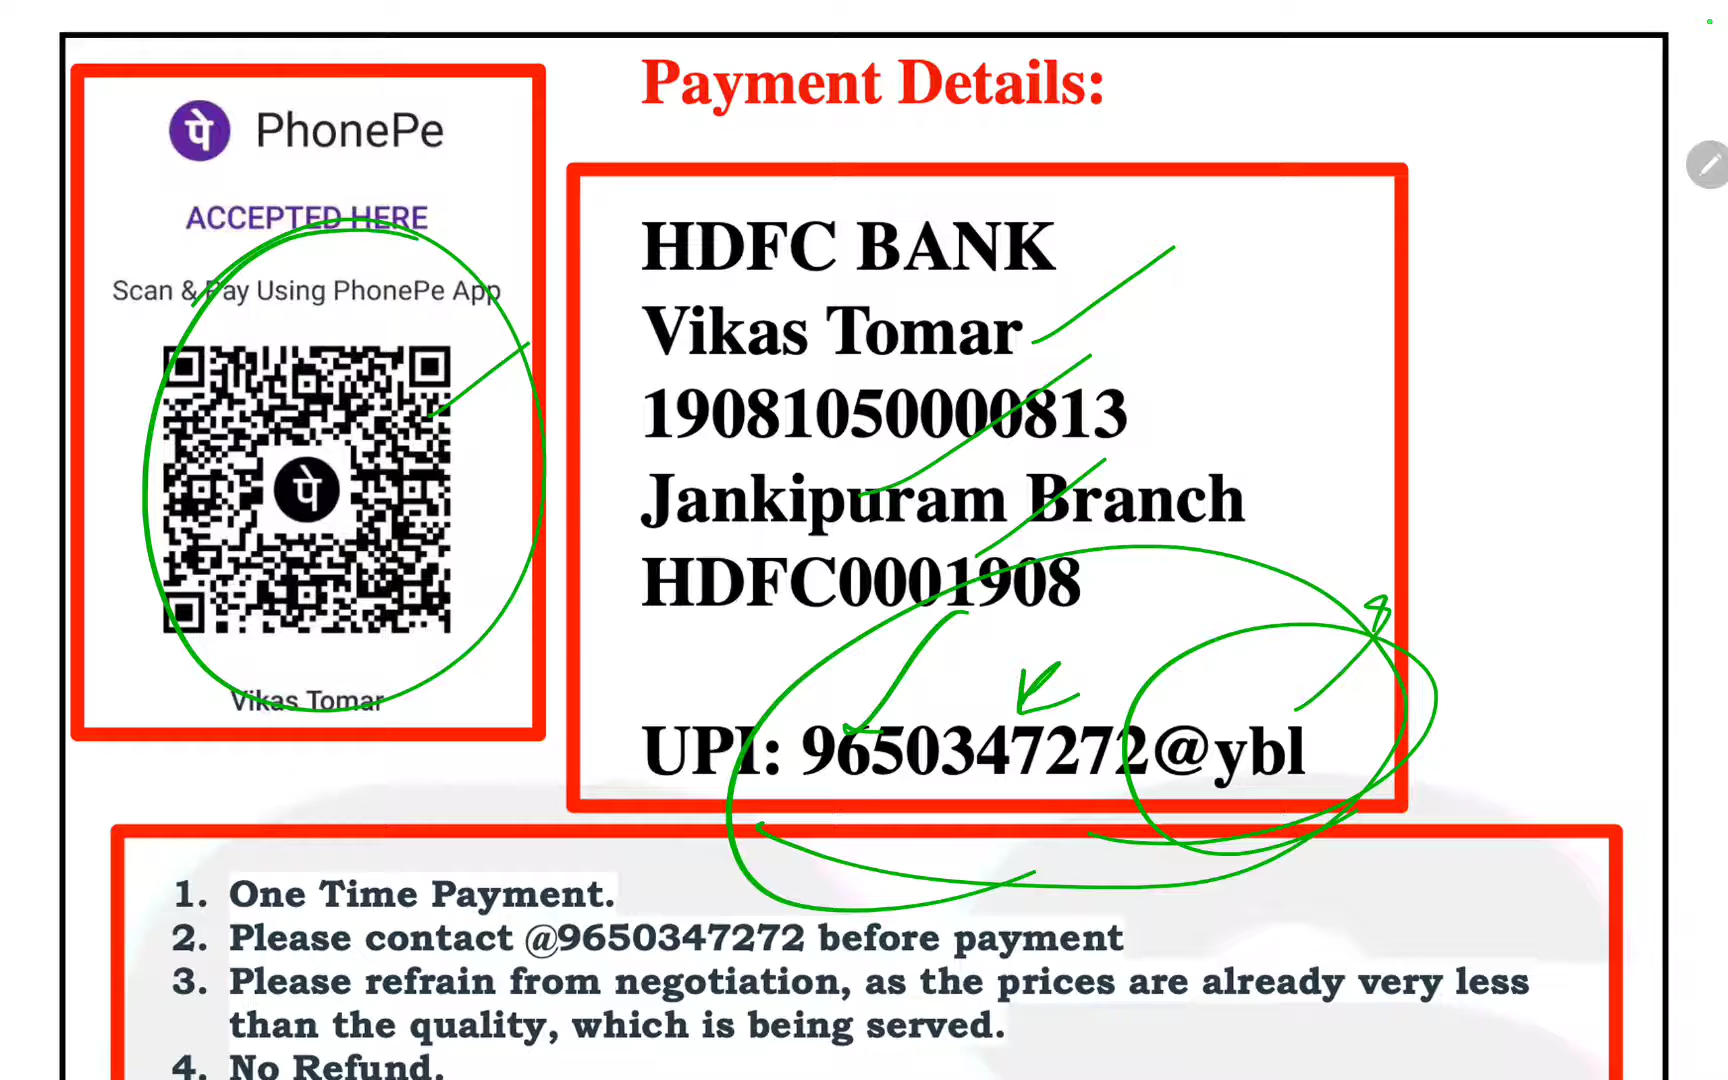 पे PhonePe
ACCEPTED HERE
Scan & Pay Using PhonePe App
पे
Vikas Tomar
Payment Details:
HDFC BANK
Vikas Tomar
19081050000813
Jankipuram Branch
HDFC0001908
UPI: 9650347272@ybl
1. One Time Payment.
2. Please contact @9650347272 before payment
3. Please refrain from negotiation, as the prices are already very less
than the quality, which is being served.
4. No Refund.